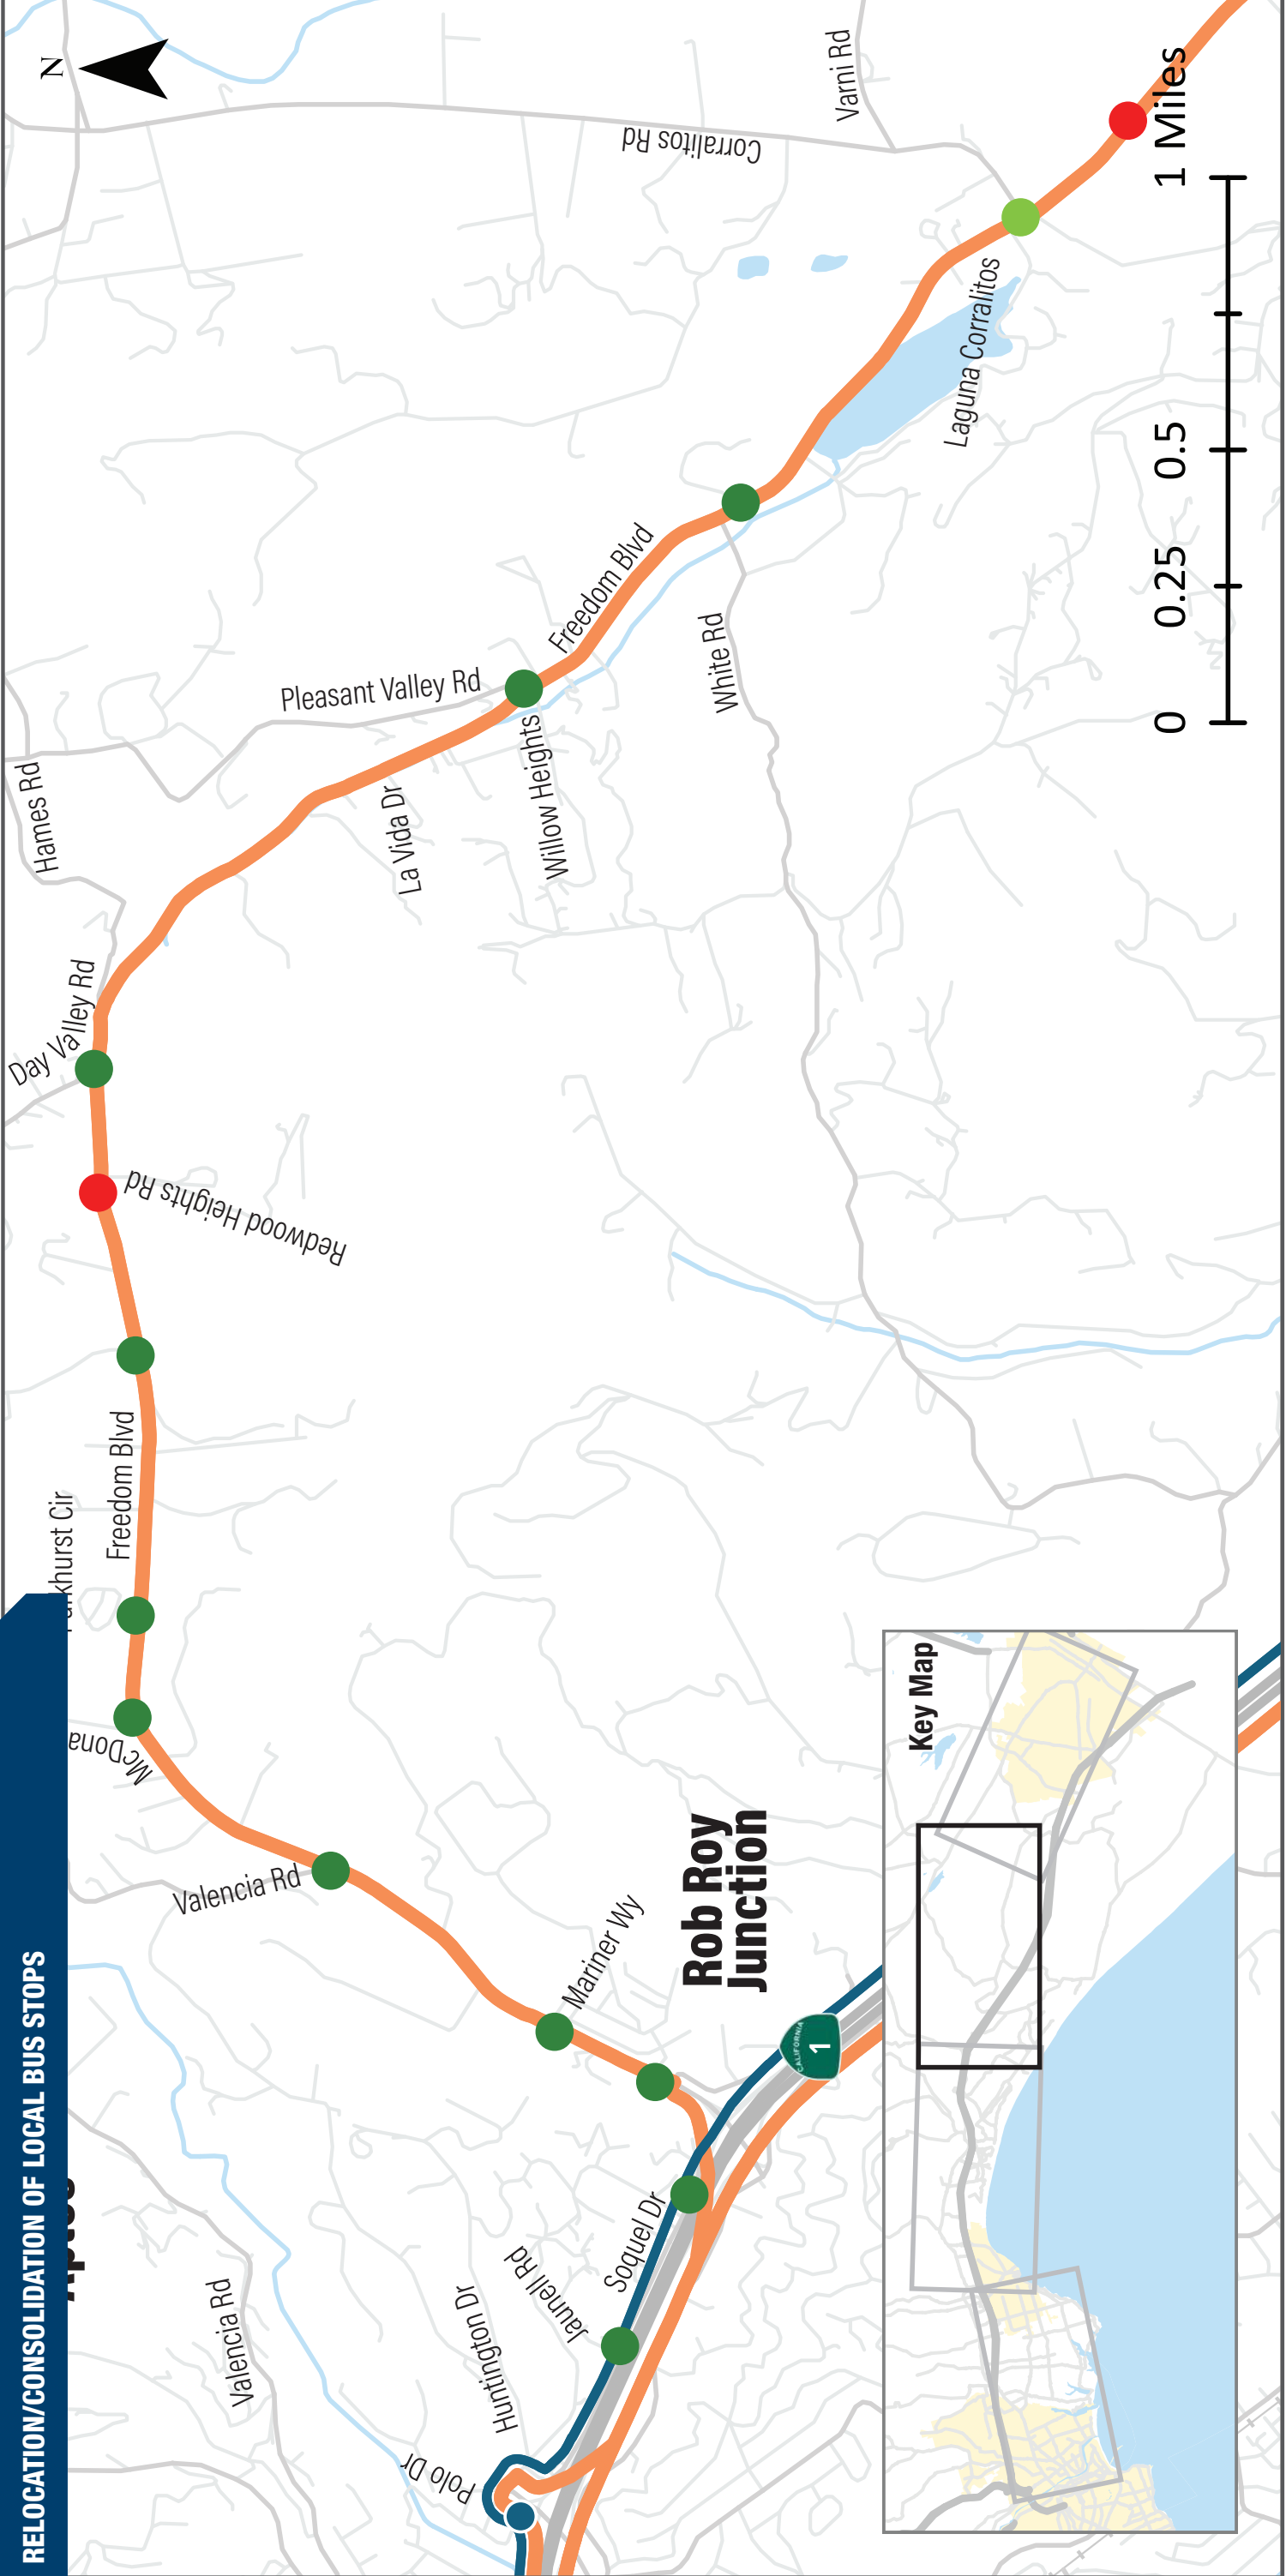 RELOCATION/CONSOLIDATION OF LOCAL BUS STOPS
N
Hames Rd
Day Valley Rd
Pleasant Valley Rd
Corralitos Rd
Varni Rd
La Vida Dr
Willow Heights
Freedom Blvd
White Rd
Laguna Corralitos
Redwood Heights Rd
Freedom Blvd
Valencia Rd
Mariner Wy
Rob Roy
Junction
CALIFORNIA
1
Soquel Dr
Jaunell Rd
Huntington Dr
Polo Dr
Valencia Rd
Key Map
0 0.25 0.5 1 Miles